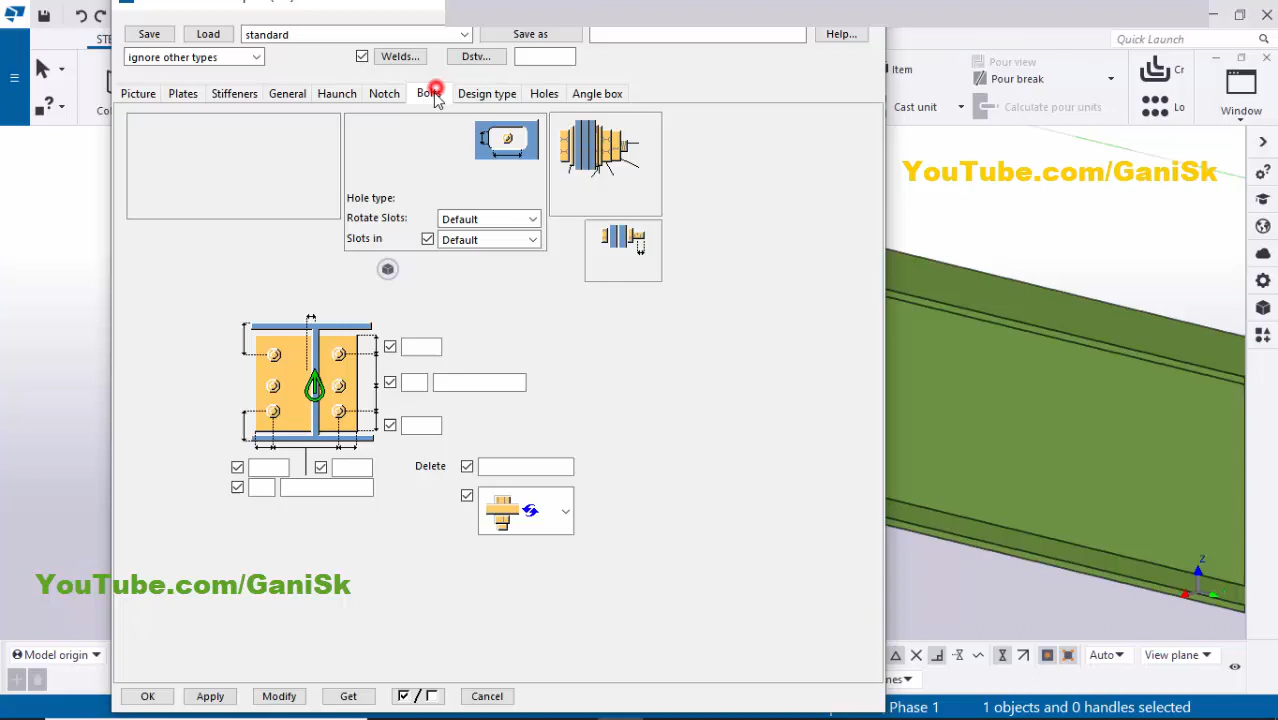 Save Load standard Save as Help...
Quick Launch
ignore other types Welds... Dstv...
Item
Pour view
Pour break
Cast unit
Calculate pour units
Cr
Lo
Window
Picture Plates Stiffeners General Haunch Notch Design type Holes Angle box
YouTube.com/GaniSk
Hole type:
Rotate Slots: Default
Slots in Default
Delete
YouTube.com/GaniSk
Z
Model origin
Auto
View plane
OK Apply Modify Get / Cancel
Phase 1
1 objects and 0 handles selected